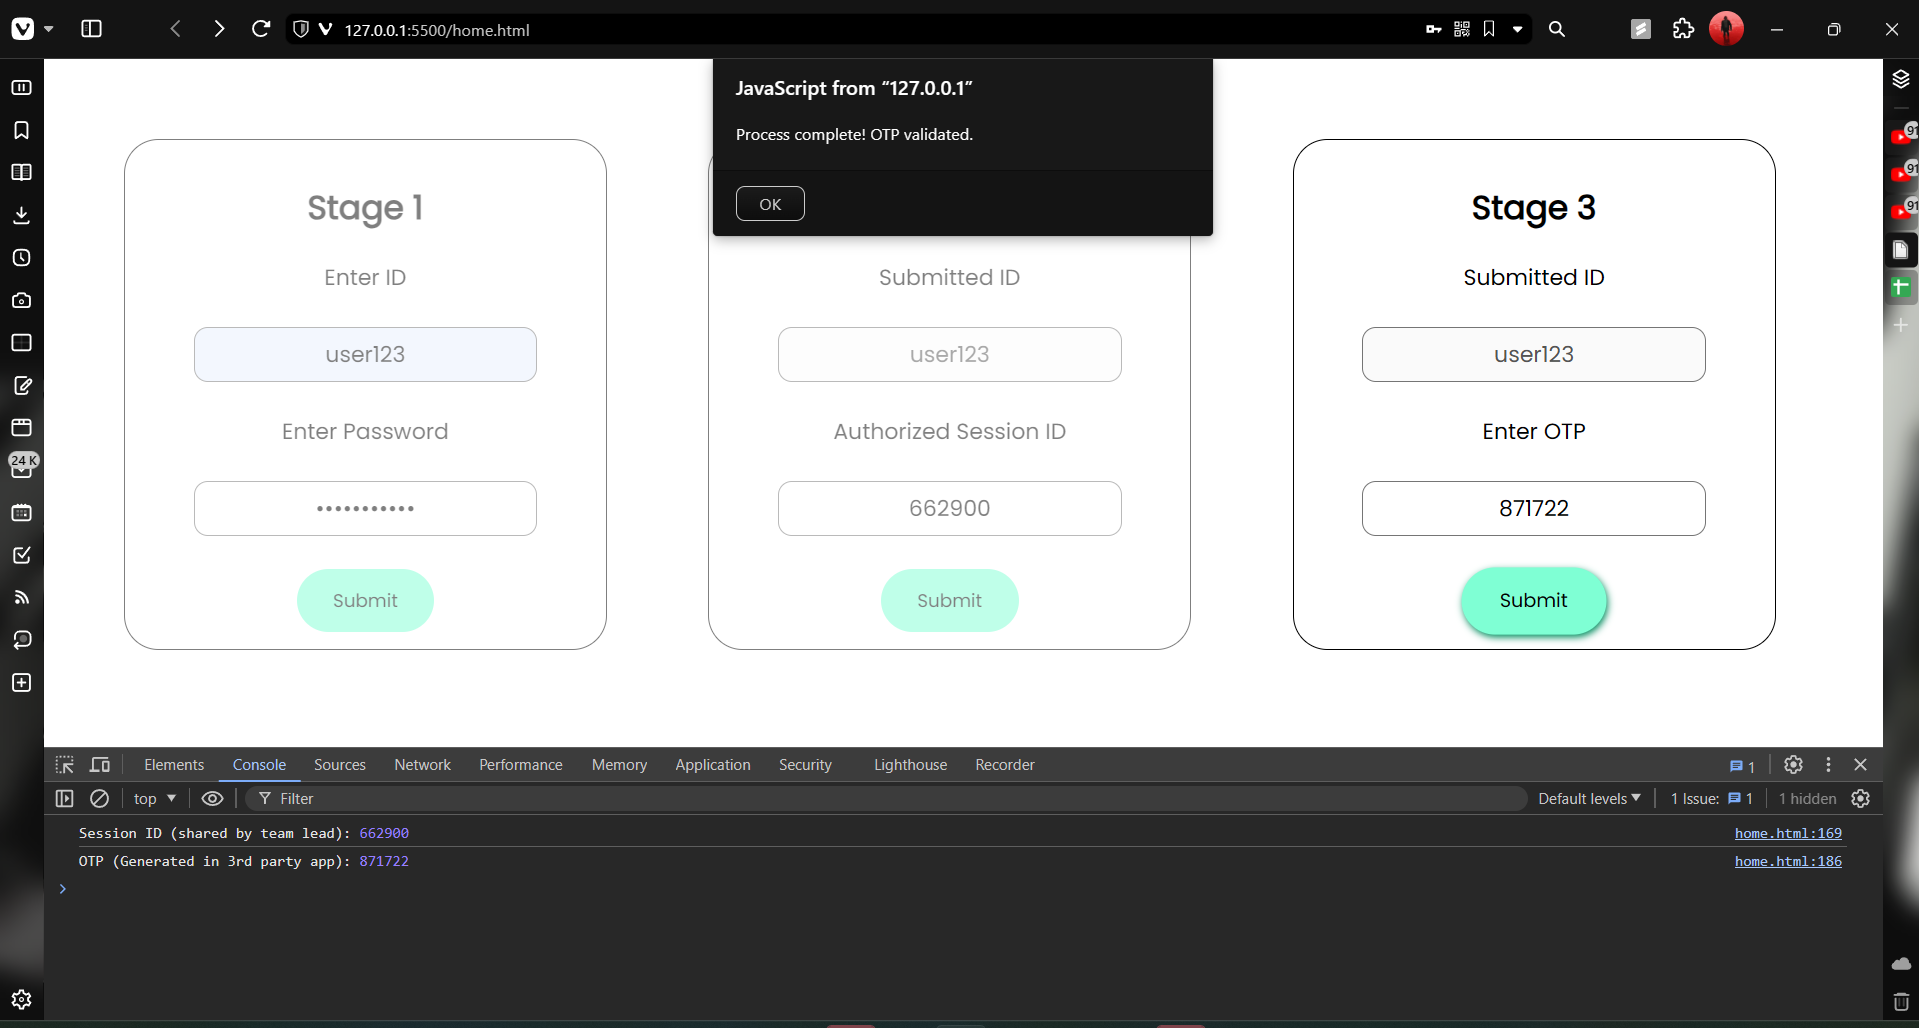 127.0.0.1:5500/home.html
JavaScript from “127.0.0.1”
Process complete! OTP validated.
OK
Stage 1
Enter ID
user123
Enter Password
•••••••••••
Submit
Submitted ID
user123
Authorized Session ID
662900
Submit
Stage 3
Submitted ID
user123
Enter OTP
871722
Submit
24 K
91
91
91
Elements Console Sources Network Performance Memory Application Security Lighthouse Recorder 1
top Filter Default levels 1 Issue: 1 1 hidden
Session ID (shared by team lead): 662900 home.html:169
OTP (Generated in 3rd party app): 871722 home.html:186